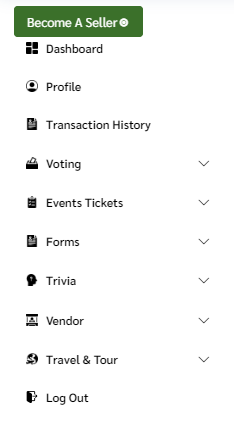 Become A Seller
Dashboard
Profile
Transaction History
Voting
Events Tickets
Forms
Trivia
Vendor
Travel & Tour
Log Out